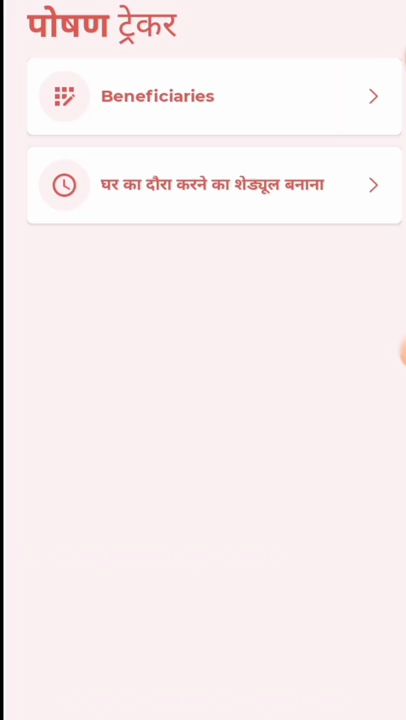 पोषण ट्रेकर
Beneficiaries
घर का दौरा करने का शेड्यूल बनाना